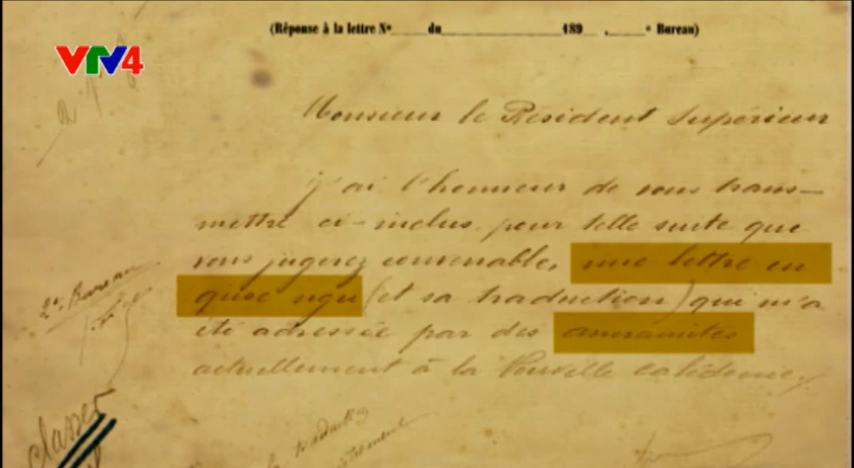 (Réponse à la lettre Nº du 189 , e Bureau)
VTV4
Monsieur le Résident Supérieur
J'ai l'honneur de vous trans-
mettre ci-inclus, pour telle suite que
vous jugerez convenable, une lettre en
quoc ngu (et sa traduction) qui m'a
été adressée par des annamites
actuellement à la Nouvelle calédonie
2e Bureau
classer